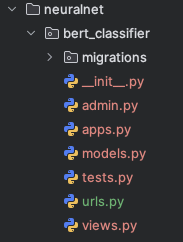 neuralnet
bert_classifier
migrations
__init__.py
admin.py
apps.py
models.py
tests.py
urls.py
views.py